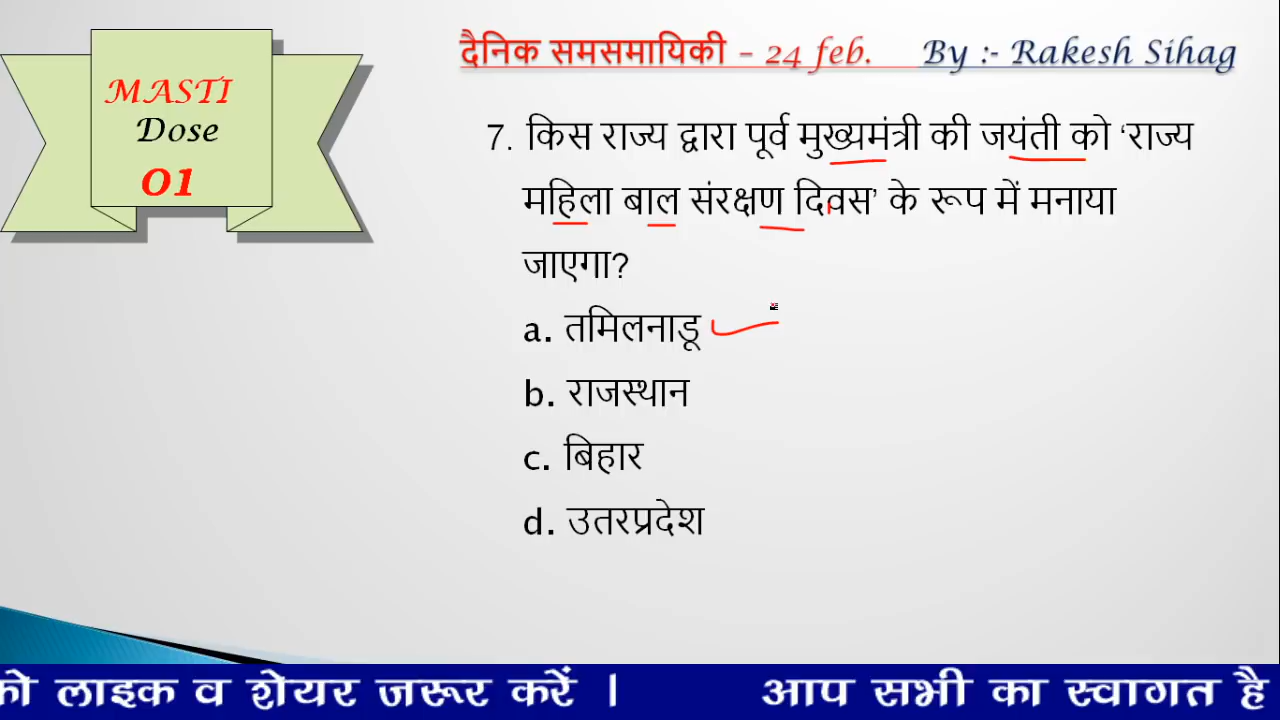 MASTI
Dose
01
दैनिक समसमायिकी – 24 feb. By :- Rakesh Sihag
7. किस राज्य द्वारा पूर्व मुख्यमंत्री की जयंती को ‘राज्य
महिला बाल संरक्षण दिवस’ के रूप में मनाया
जाएगा?
a. तमिलनाडू
b. राजस्थान
c. बिहार
d. उतरप्रदेश
को लाइक व शेयर जरूर करें । आप सभी का स्वागत है